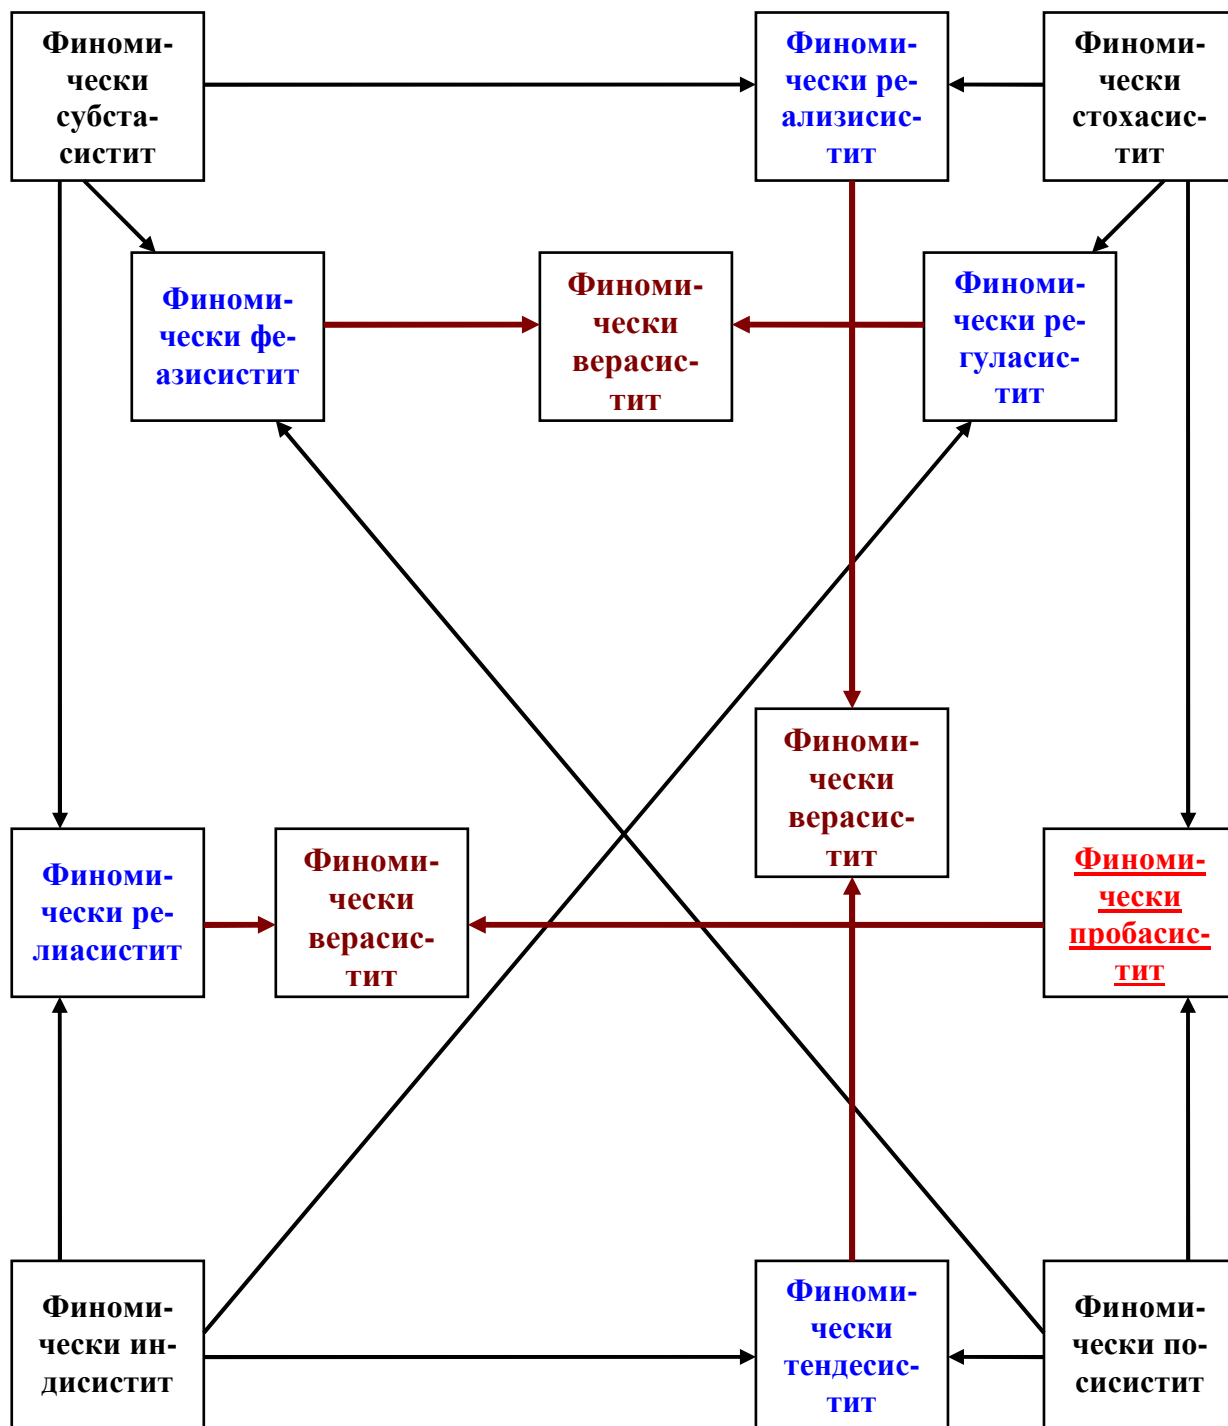 Финоми-
чески
субста-
систит
Финоми-
чески ре-
ализисис-
тит
Финоми-
чески
стохасист-
тит
Финоми-
чески фе-
азисистит
Финоми-
чески
верасис-
тит
Финоми-
чески ре-
гуласис-
тит
Финоми-
чески
верасис-
тит
Финоми-
чески ре-
лиасистит
Финоми-
чески
верасис-
тит
Финоми-
чески
пробасис-
тит
Финоми-
чески ин-
дисистит
Финоми-
чески
тендесис-
тит
Финоми-
чески по-
сисистит